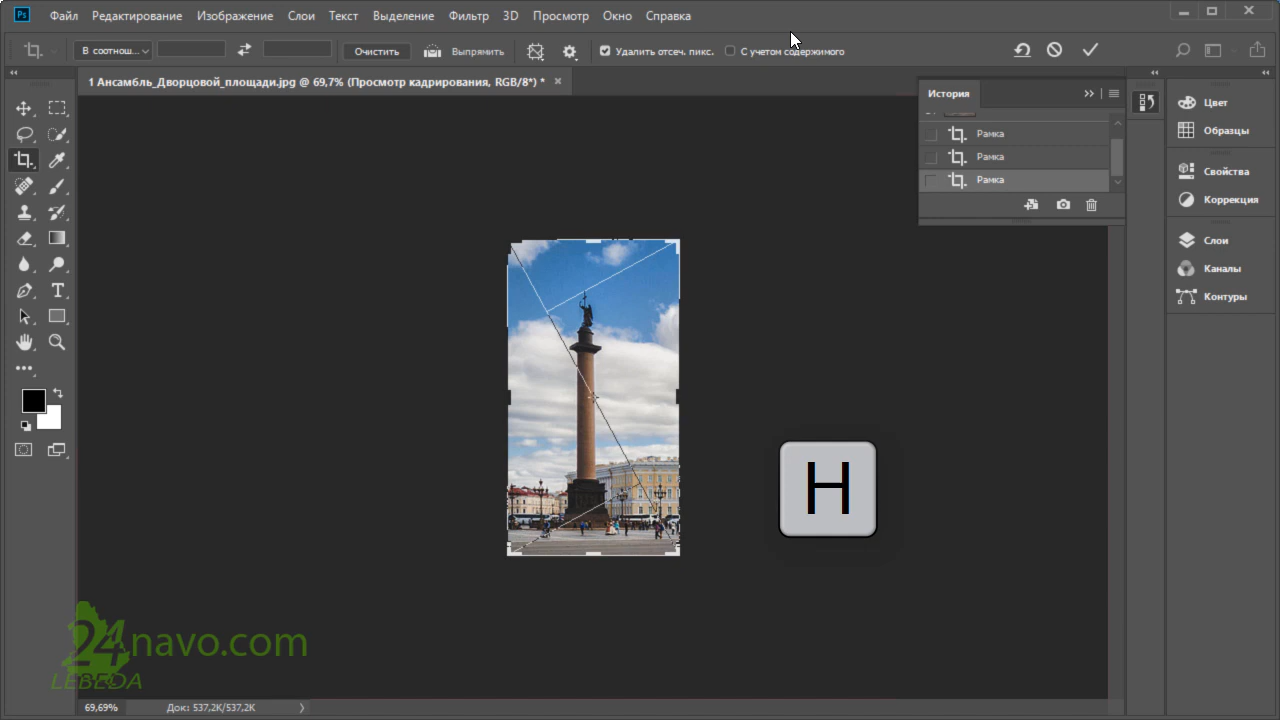 Ps Файл Редактирование Изображение Слои Текст Выделение Фильтр 3D Просмотр Окно Справка
В соотнош... Очистить Выпрямить Удалить отсеч. пикс. С учетом содержимого
1 Ансамбль_Дворцовой_площади.jpg @ 69,7% (Просмотр кадрирования, RGB/8*) *
История
Рамка
Рамка
Рамка
Цвет
Образцы
Свойства
Коррекция
Слои
Каналы
Контуры
H
24navo.com
LEBEDA
69,69% Док: 537,2K/537,2K